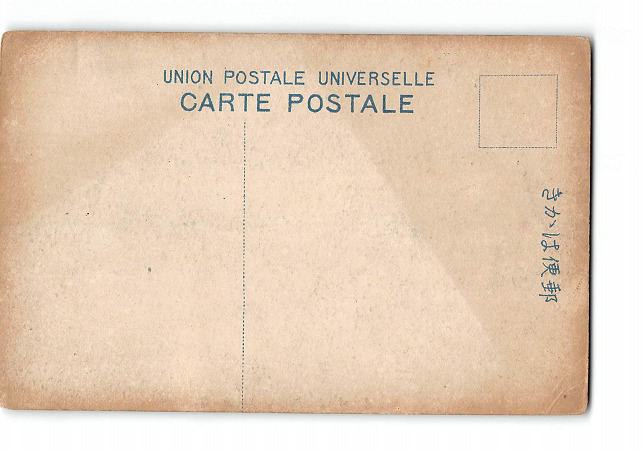 UNION POSTALE UNIVERSELLE
CARTE POSTALE
きかは便郵